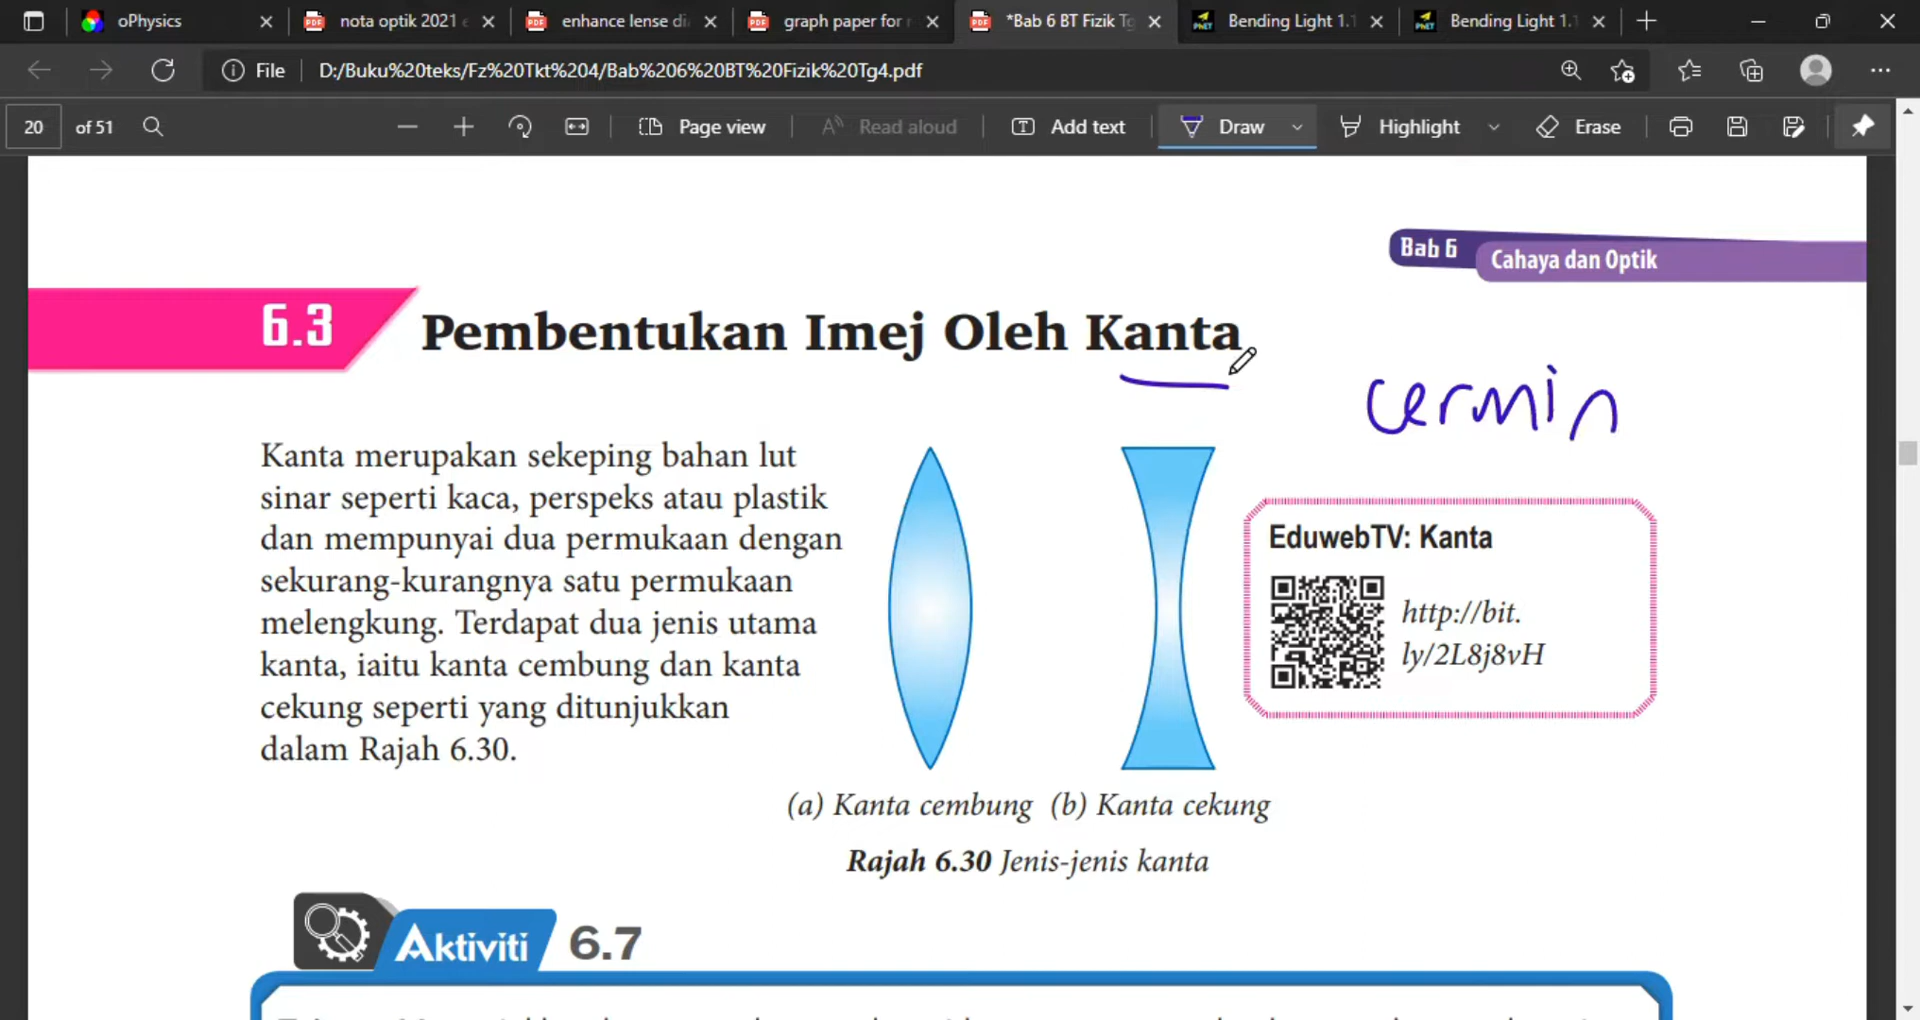 oPhysics
nota optik 2021
enhance lense di
graph paper for
*Bab 6 BT Fizik Tg
Bending Light 1.1
Bending Light 1.1
File
D:/Buku%20teks/Fz%20Tkt%204/Bab%206%20BT%20Fizik%20Tg4.pdf
20 of 51
Page view
Read aloud
Add text
Draw
Highlight
Erase
Bab 6
Cahaya dan Optik
6.3
Pembentukan Imej Oleh Kanta
cermin
Kanta merupakan sekeping bahan lut
sinar seperti kaca, perspeks atau plastik
dan mempunyai dua permukaan dengan
sekurang-kurangnya satu permukaan
melengkung. Terdapat dua jenis utama
kanta, iaitu kanta cembung dan kanta
cekung seperti yang ditunjukkan
dalam Rajah 6.30.
(a) Kanta cembung
(b) Kanta cekung
Rajah 6.30 Jenis-jenis kanta
EduwebTV: Kanta
http://bit.
ly/2L8j8vH
Aktiviti 6.7